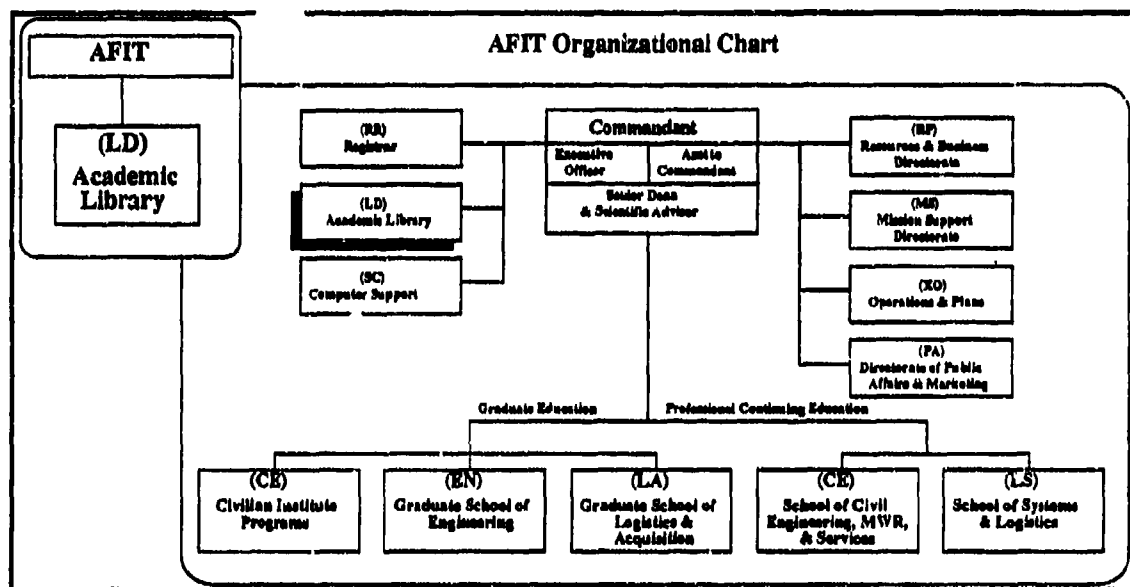 AFIT
(LD)
Academic
Library
AFIT Organizational Chart
(RR)
Registrar
(LD)
Academic Library
(SC)
Computer Support
Commandant
Executive
Officer
Asst to
Commandant
Senior Dean
& Scientific Advisor
(RP)
Resources & Business
Directorate
(MS)
Mission Support
Directorate
(XO)
Operations & Plans
(PA)
Directorate of Public
Affairs & Marketing
Graduate Education
Professional Continuing Education
(CE)
Civilian Institute
Programs
(EN)
Graduate School of
Engineering
(LA)
Graduate School of
Logistics &
Acquisition
(CE)
School of Civil
Engineering, MWR,
& Services
(LS)
School of Systems
& Logistics